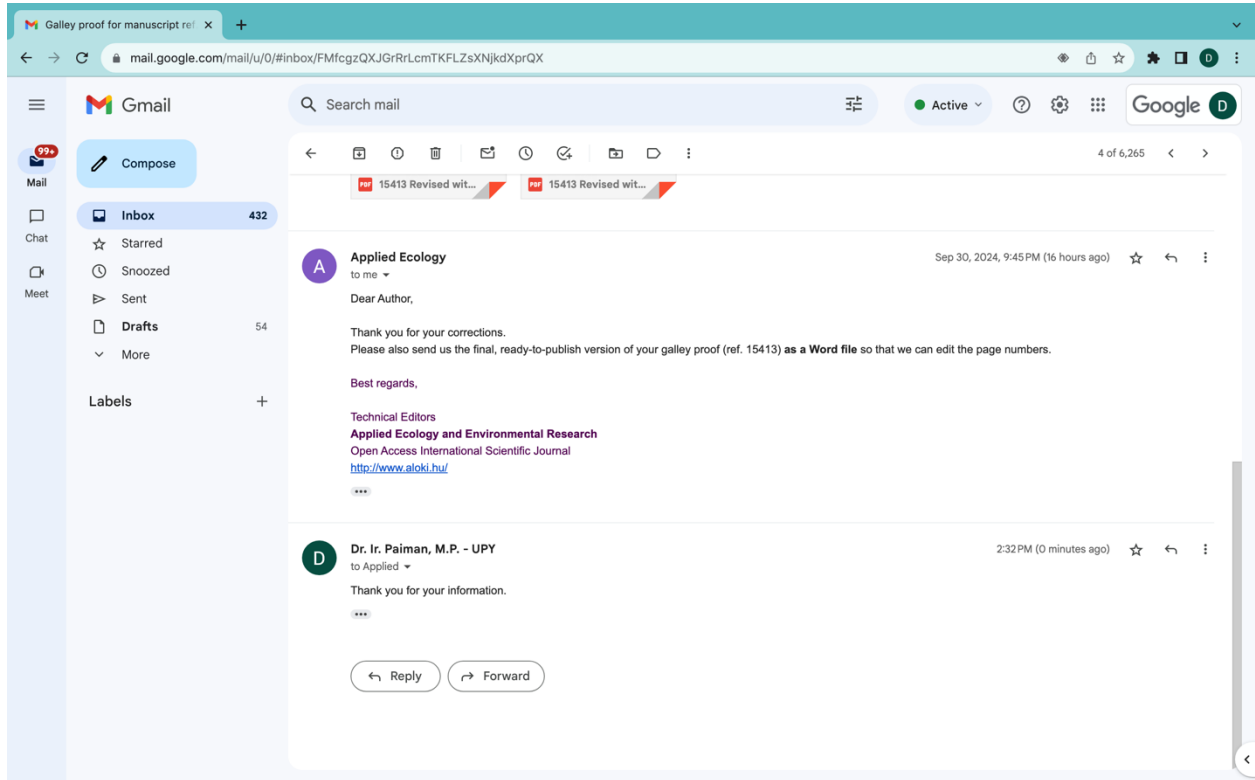 Galley proof for manuscript ref
mail.google.com/mail/u/0/#inbox/FMfcgzQXJGrRrLcmTKFLZsXNjkdXprQX
D
Gmail
Search mail
Active
Google D
99+
Mail
Chat
Meet
Compose
Inbox 432
Starred
Snoozed
Sent
Drafts 54
More
Labels
4 of 6,265
PDF 15413 Revised wit...
PDF 15413 Revised wit...
A
Applied Ecology
Sep 30, 2024, 9:45 PM (16 hours ago)
to me
Dear Author,
Thank you for your corrections.
Please also send us the final, ready-to-publish version of your galley proof (ref. 15413) as a Word file so that we can edit the page numbers.
Best regards,
Technical Editors
Applied Ecology and Environmental Research
Open Access International Scientific Journal
http://www.aloki.hu/
D
Dr. Ir. Paiman, M.P. - UPY
2:32 PM (0 minutes ago)
to Applied
Thank you for your information.
Reply
Forward